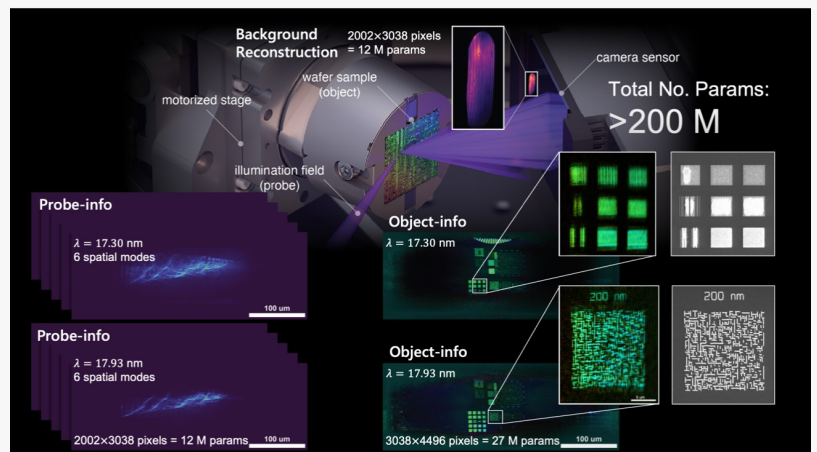 Background
Reconstruction
2002×3038 pixels
= 12 M params
wafer sample
(object)
camera sensor
motorized stage
Total No. Params:
>200 M
illumination field
(probe)
Probe-info
λ = 17.30 nm
6 spatial modes
100 um
Object-info
λ = 17.30 nm
Probe-info
λ = 17.93 nm
6 spatial modes
2002×3038 pixels = 12 M params
100 um
Object-info
λ = 17.93 nm
3038×4496 pixels = 27 M params
100 um
200 nm
200 nm